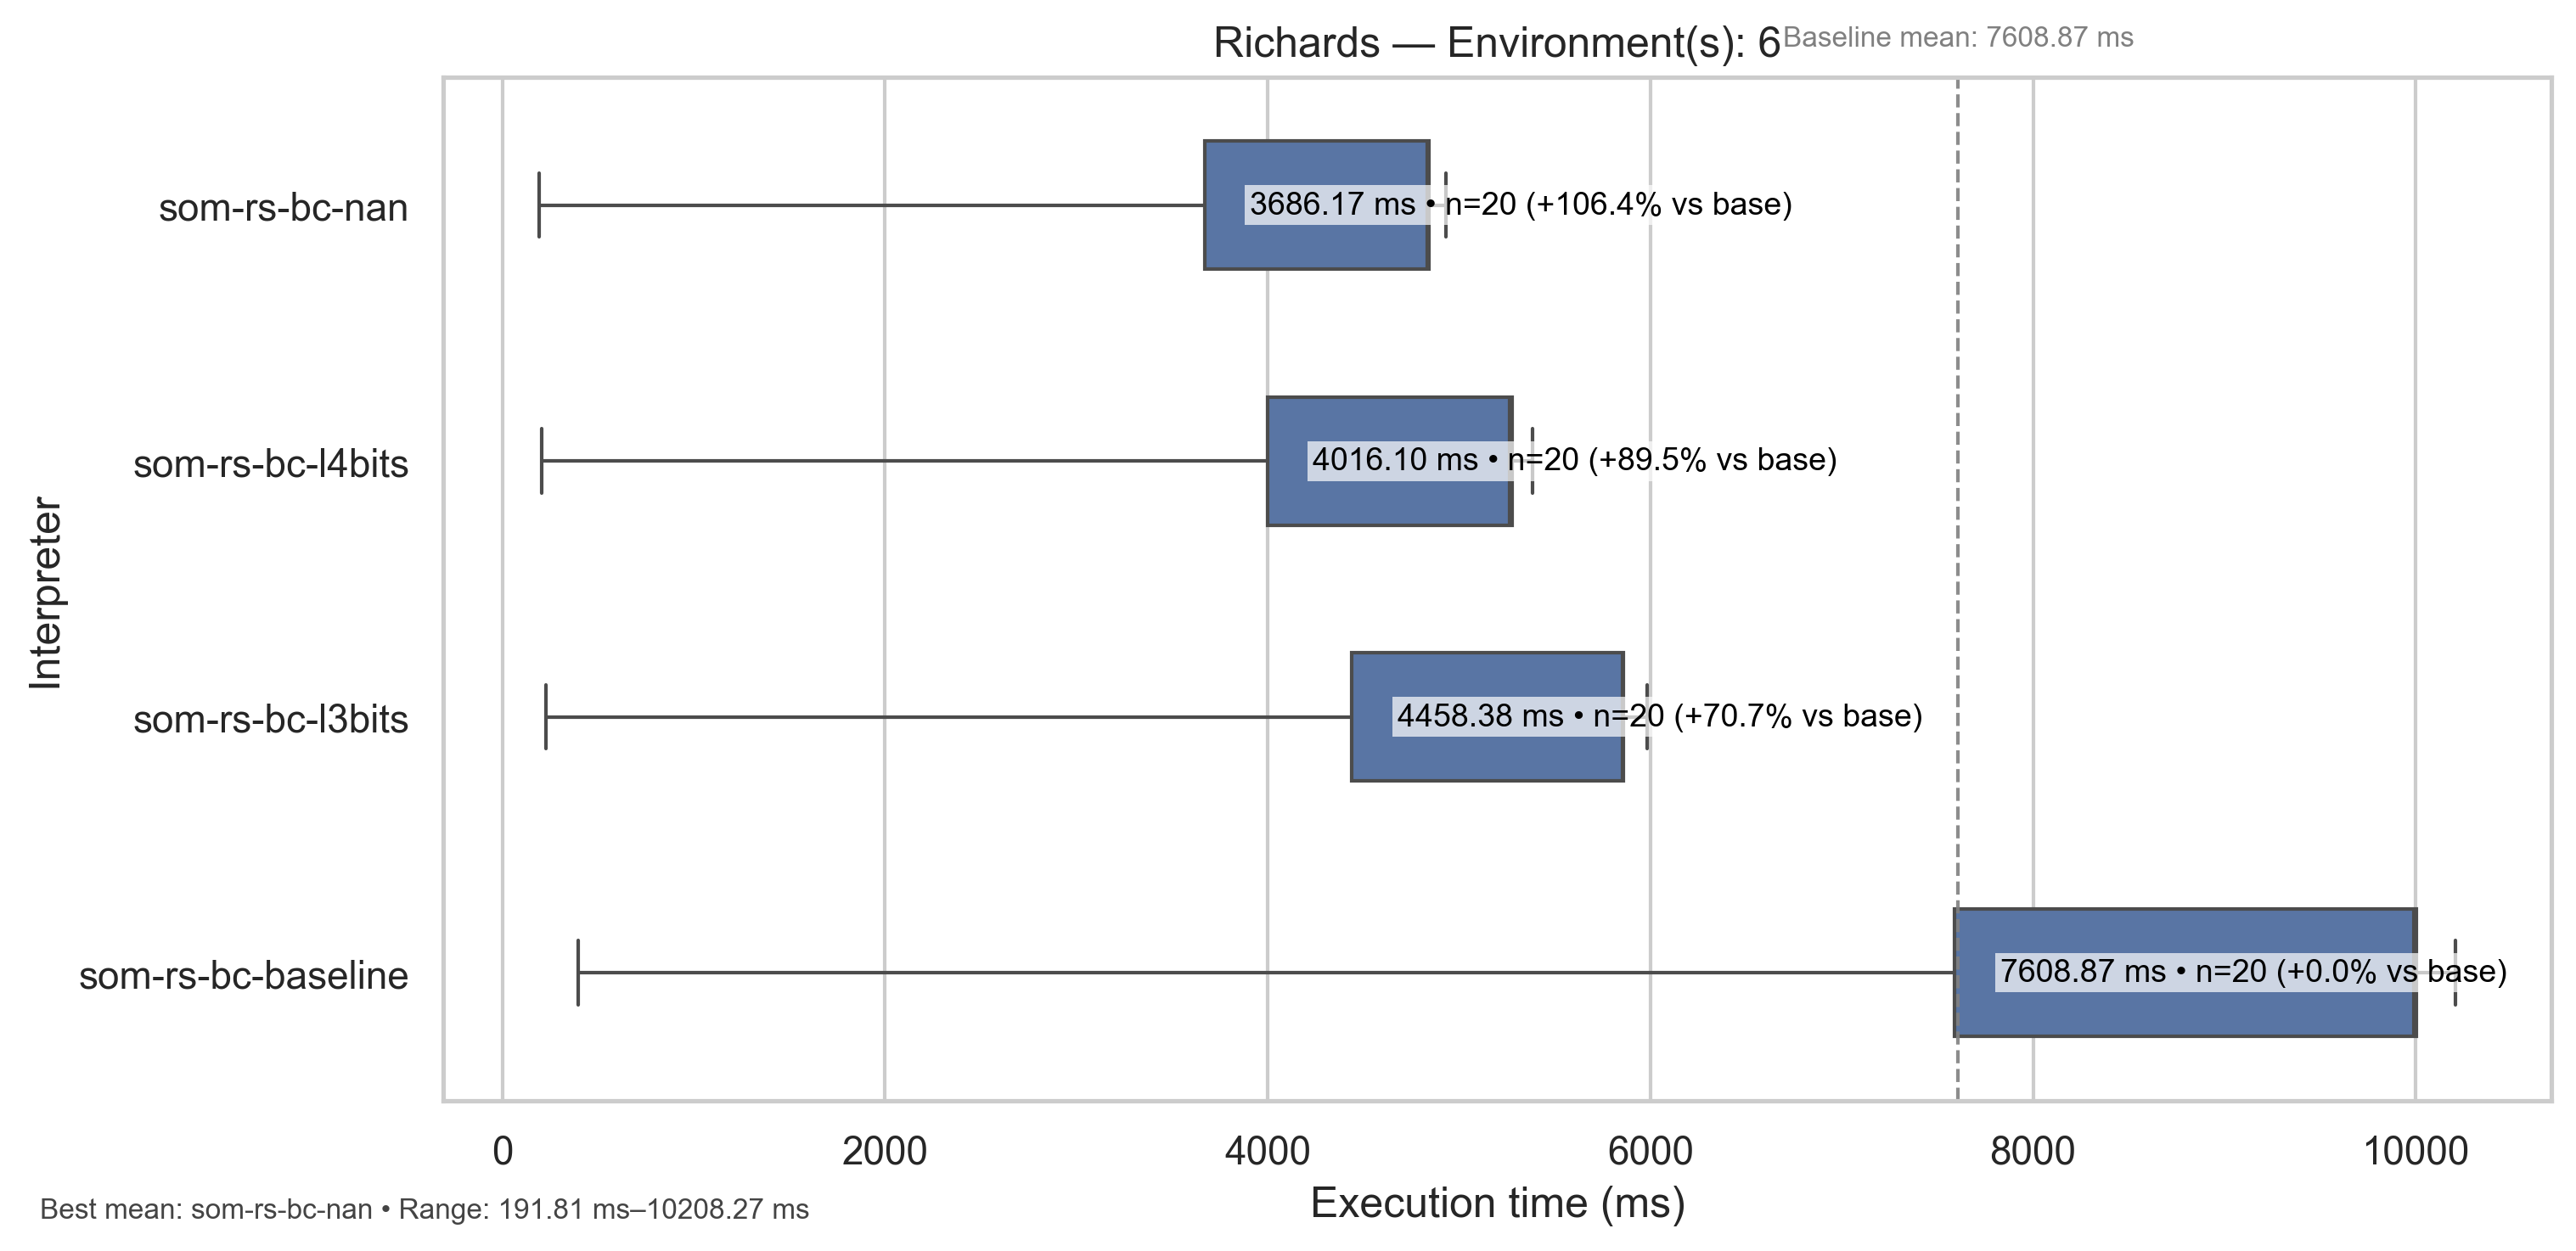 Richards — Environment(s): 6
Baseline mean: 7608.87 ms
Interpreter
som-rs-bc-nan
3686.17 ms • n=20 (+106.4% vs base)
som-rs-bc-l4bits
4016.10 ms • n=20 (+89.5% vs base)
som-rs-bc-l3bits
4458.38 ms • n=20 (+70.7% vs base)
som-rs-bc-baseline
7608.87 ms • n=20 (+0.0% vs base)
0 2000 4000 6000 8000 10000
Execution time (ms)
Best mean: som-rs-bc-nan • Range: 191.81 ms–10208.27 ms